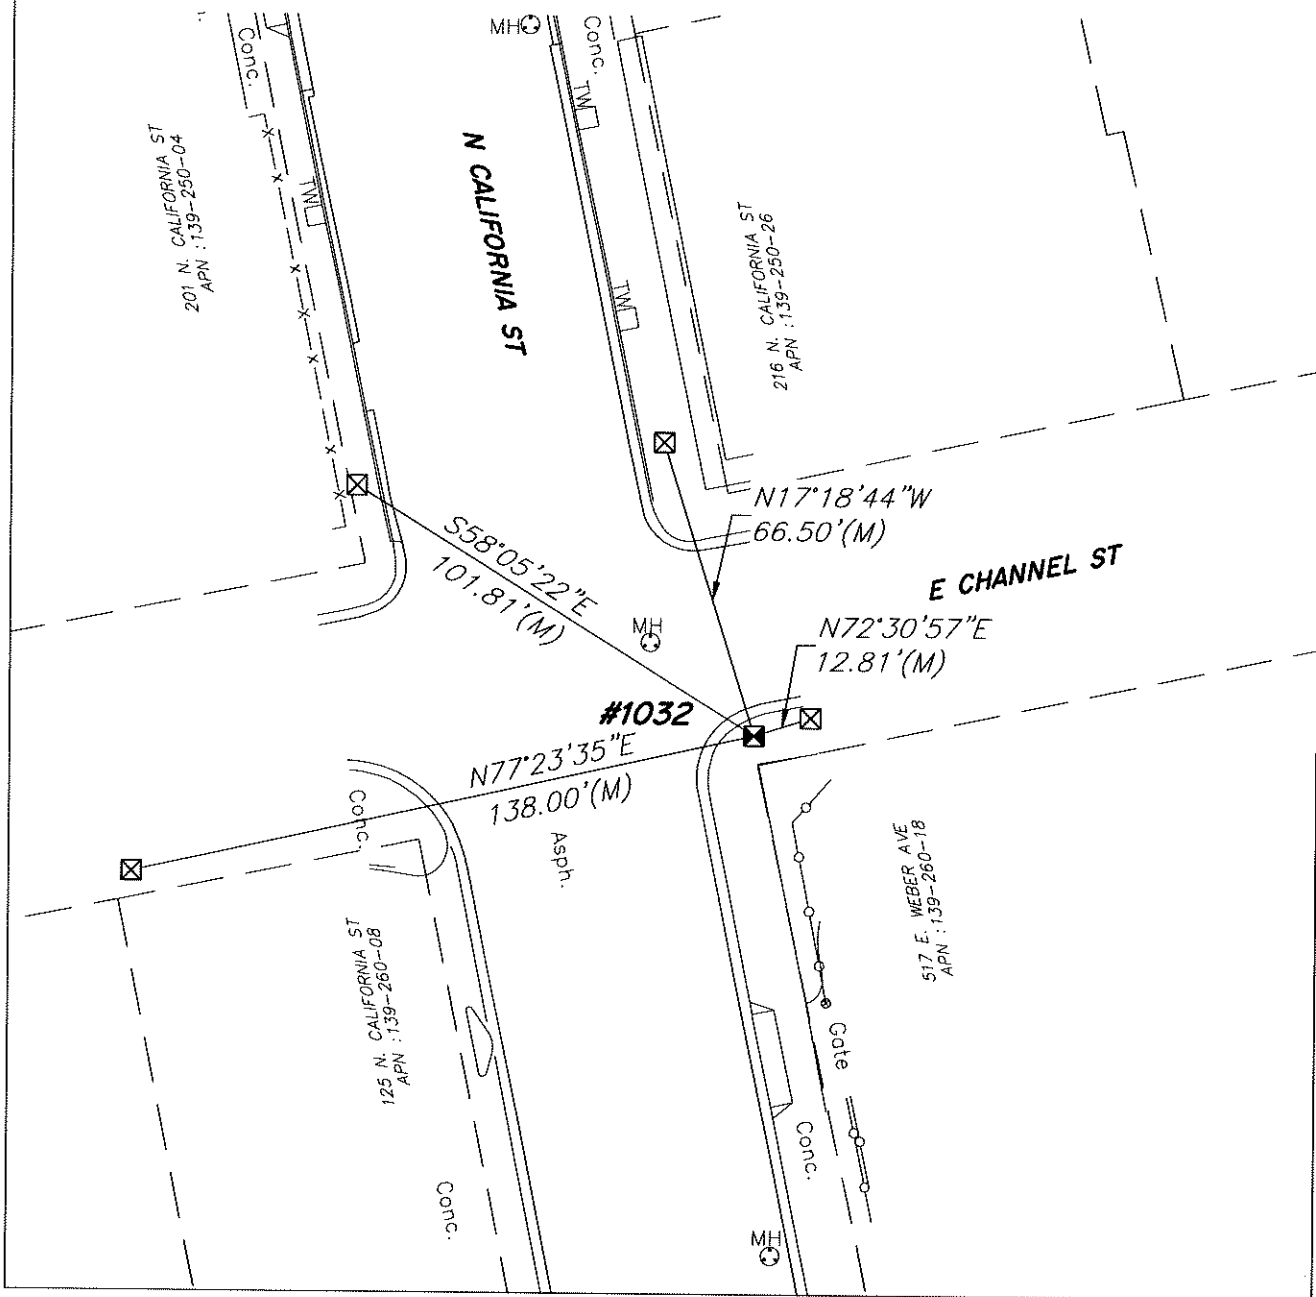 MH
Conc.
Conc.
TW
201 N. CALIFORNIA ST
APN : 139-250-04
TW
N CALIFORNIA ST
216 N. CALIFORNIA ST
APN : 139-250-26
TW
N17°18'44"W
66.50'(M)
S58°05'22"E
101.81'(M)
E CHANNEL ST
MH
N72°30'57"E
12.81'(M)
#1032
N77°23'35"E
138.00'(M)
Conc.
Asph.
517 E. WEBER AVE
APN : 139-260-18
125 N. CALIFORNIA ST
APN : 139-260-08
Gate
Conc.
Conc.
MH